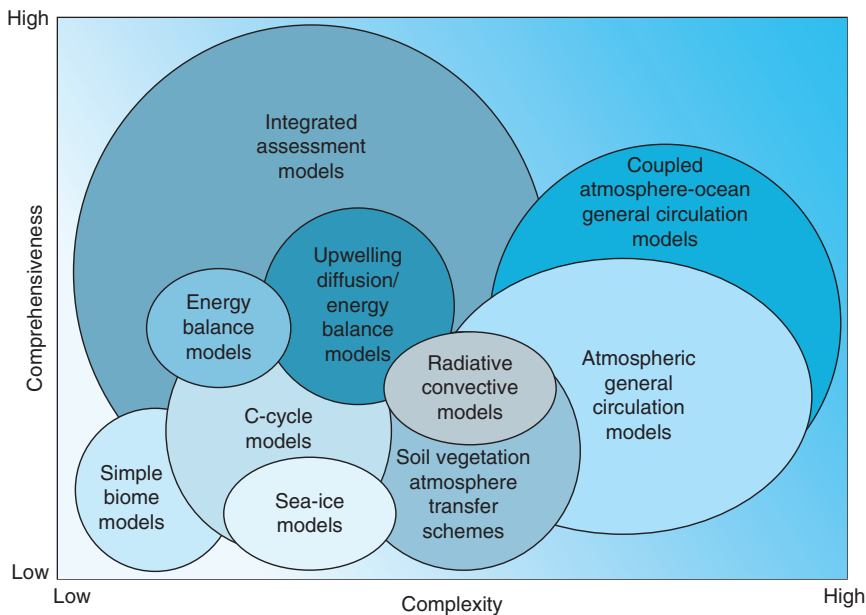 High
Integrated
assessment
models
Coupled
atmosphere-ocean
general circulation
models
Upwelling
diffusion/
energy
balance
models
Energy
balance
models
Comprehensiveness
Radiative
convective
models
Atmospheric
general
circulation
models
C-cycle
models
Soil vegetation
atmosphere
transfer
schemes
Simple
biome
models
Sea-ice
models
Low
Low
Complexity
High